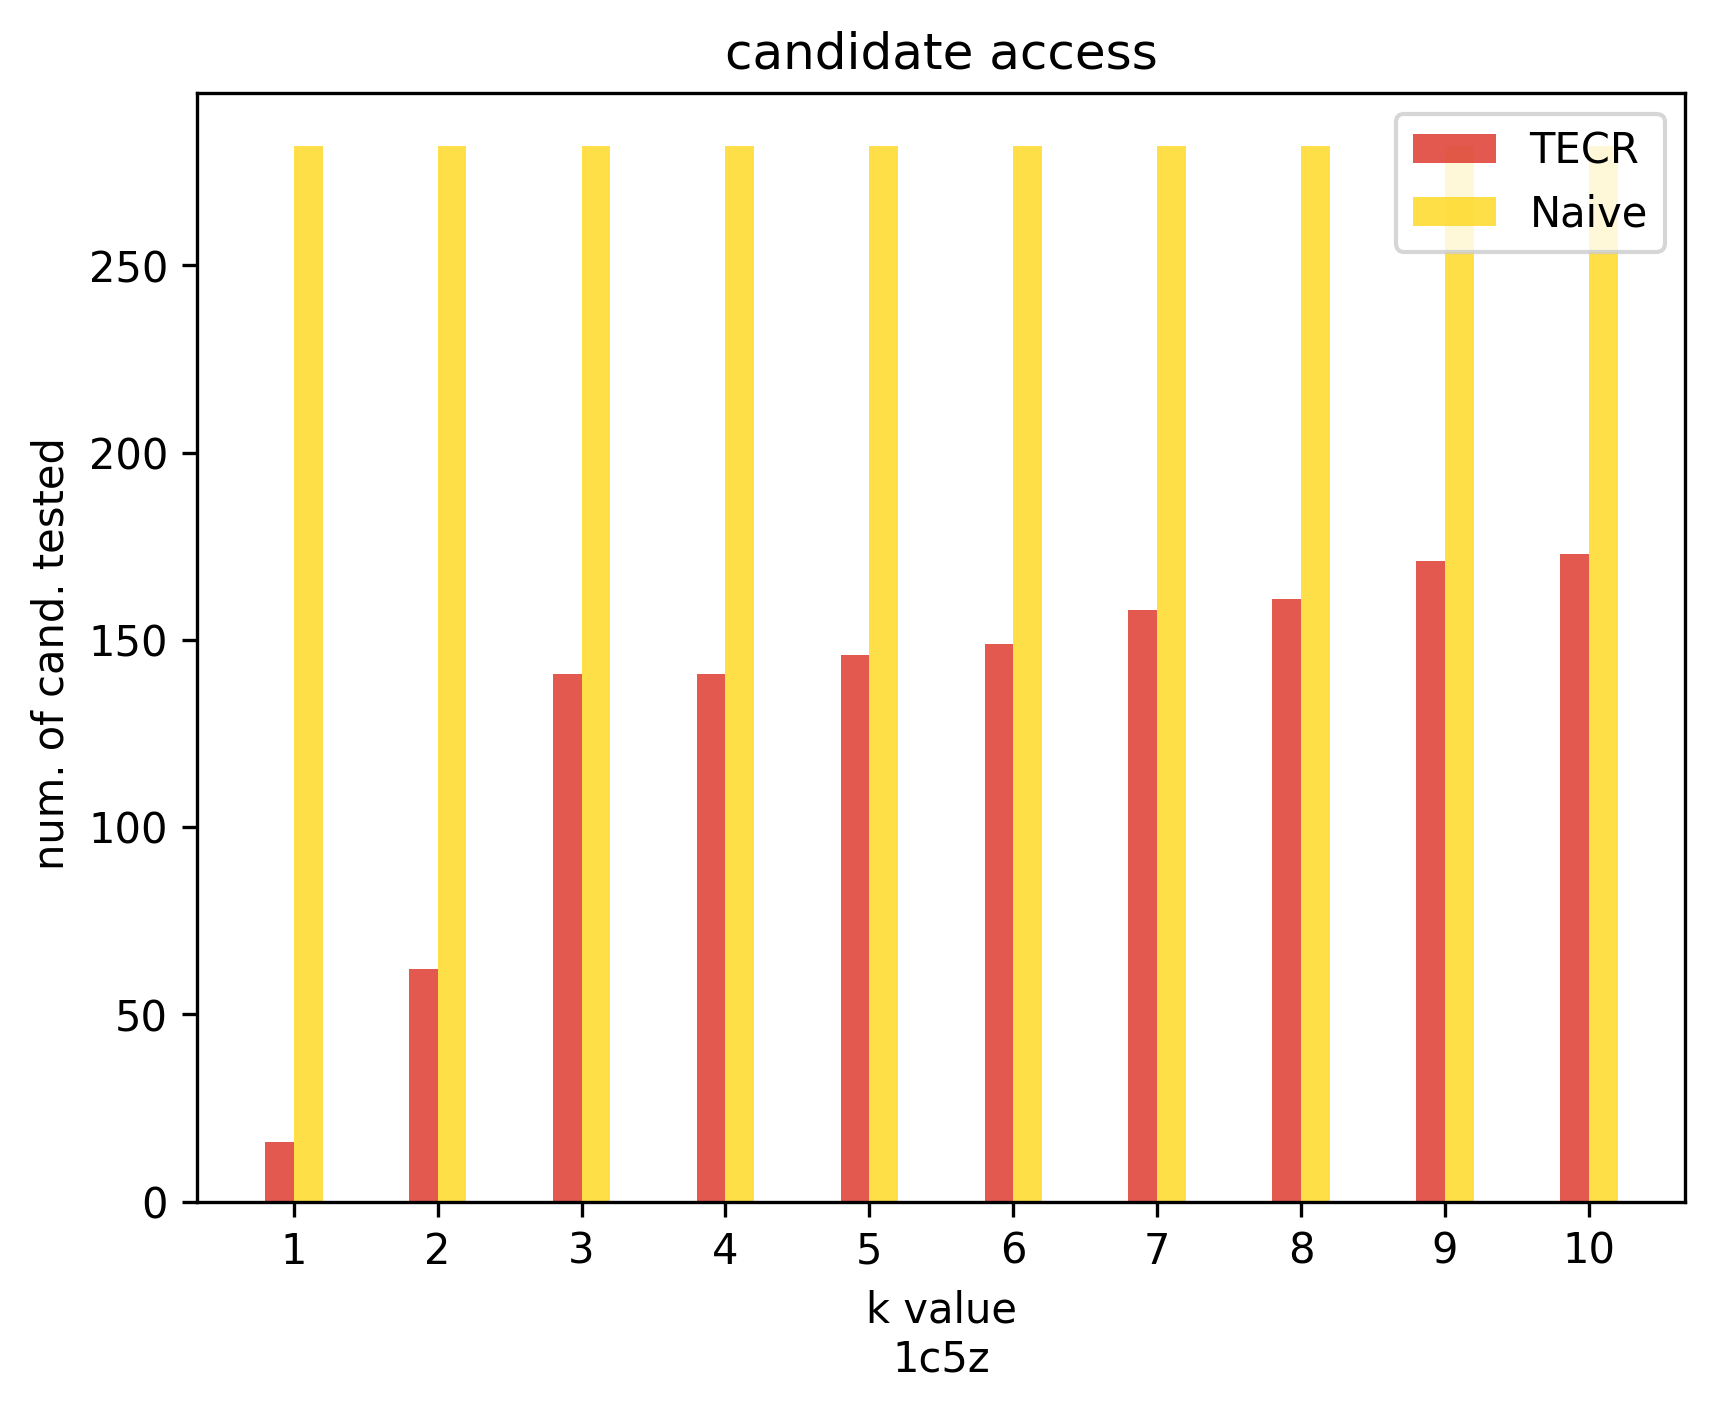 candidate access
TECR
Naive
num. of cand. tested
250
200
150
100
50
0
1 2 3 4 5 6 7 8 9 10
k value
1c5z